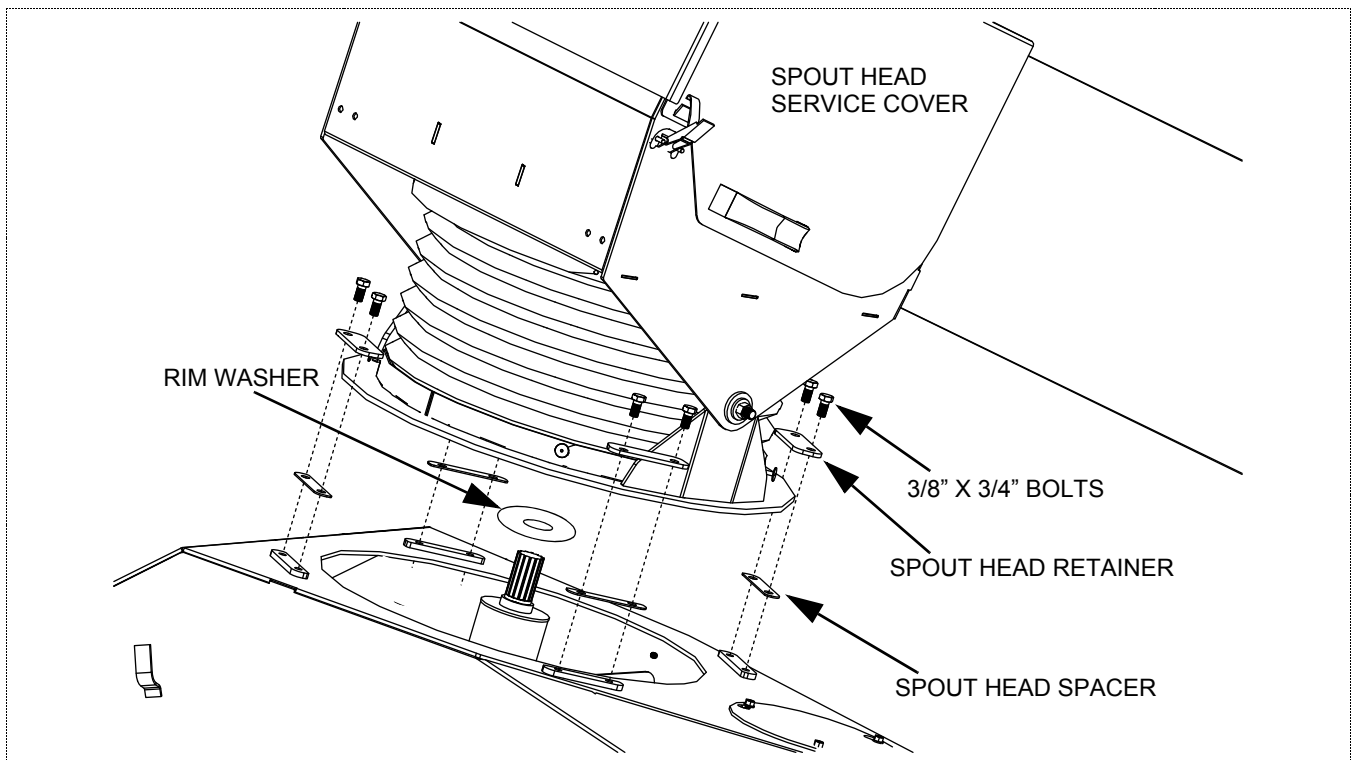 SPOUT HEAD
SERVICE COVER
RIM WASHER
3/8” X 3/4” BOLTS
SPOUT HEAD RETAINER
SPOUT HEAD SPACER